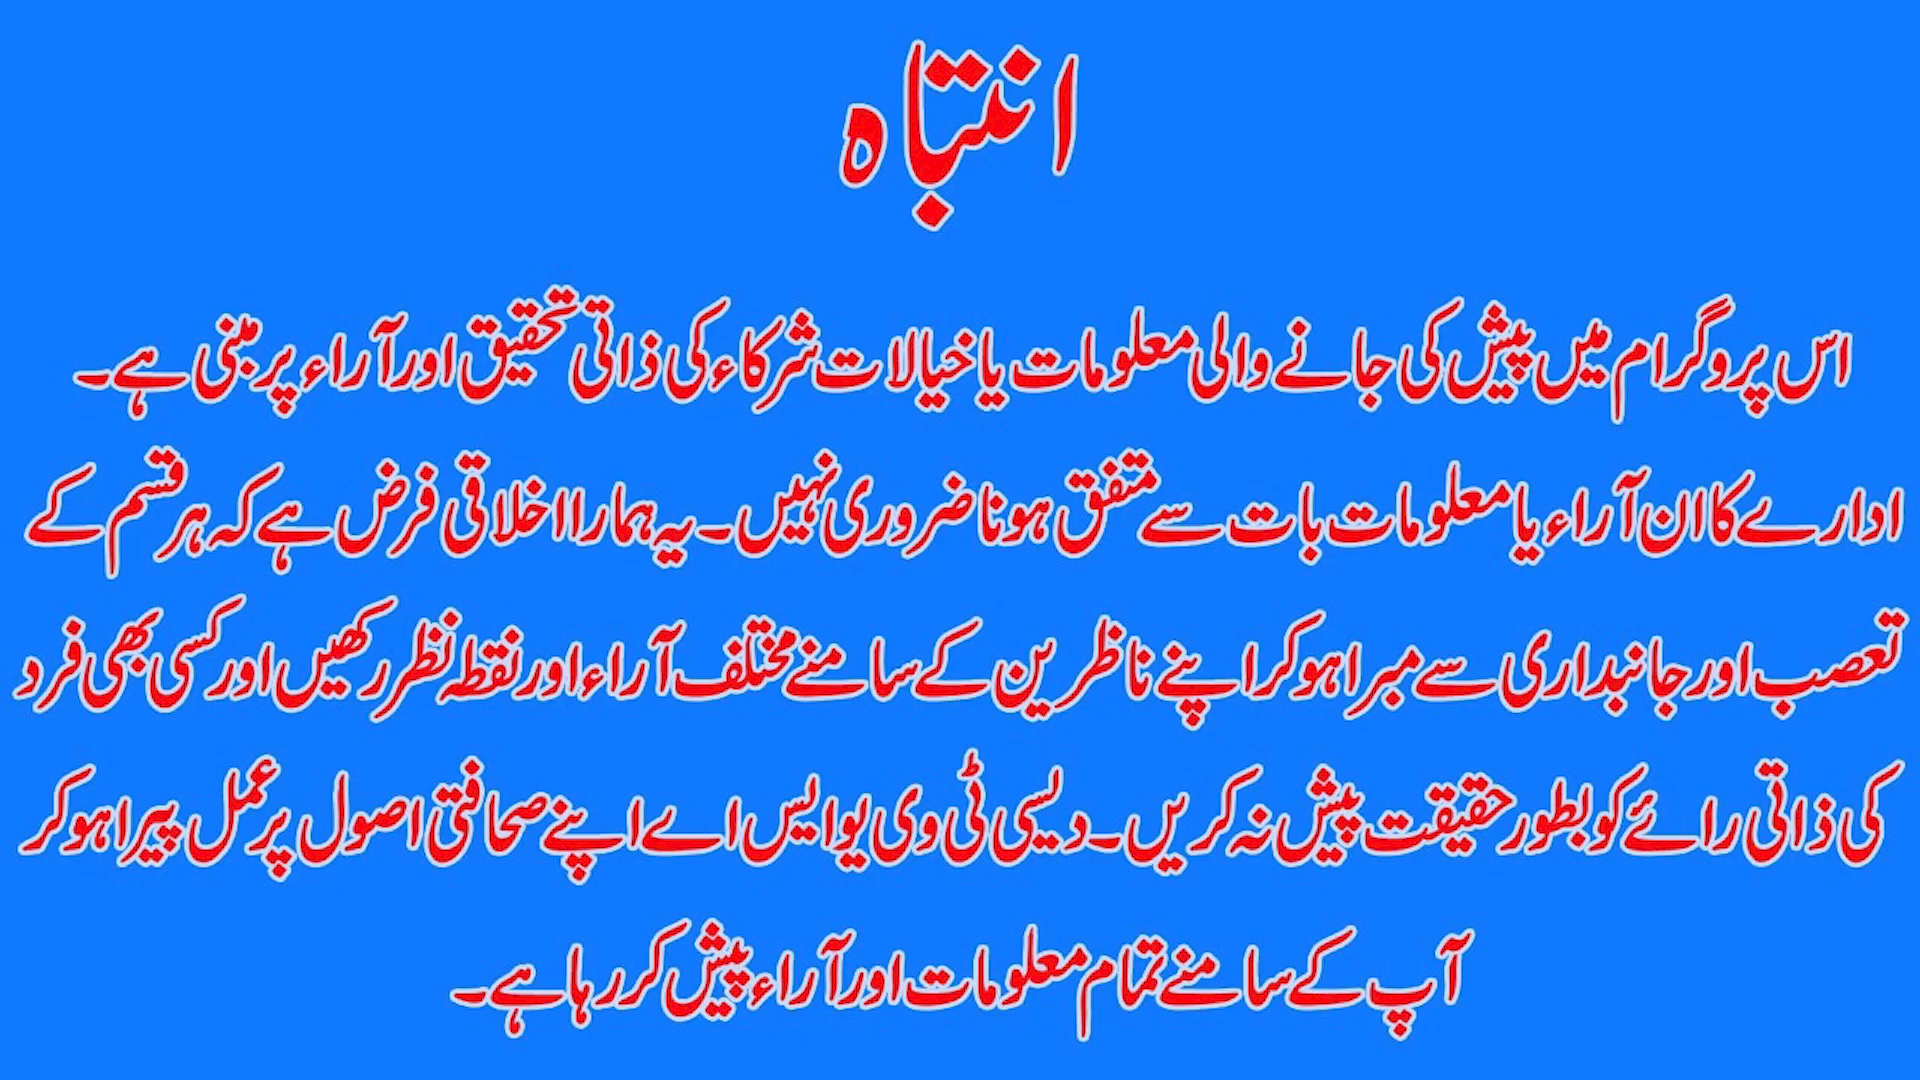 انتباہ
اس پروگرام میں پیش کی جانے والی معلومات یا خیالات شرکاء کی ذاتی تحقیق اور آراء پر مبنی ہے۔
ادارے کا ان آراء یا معلومات بات سے متفق ہونا ضروری نہیں۔ یہ ہمارا اخلاقی فرض ہے کہ ہر قسم کے
تعصب اور جانبداری سے مبرا ہو کر اپنے ناظرین کے سامنے مختلف آراء اور نقطہ نظر رکھیں اور کسی بھی فرد
کی ذاتی رائے کو بطور حقیقت پیش نہ کریں۔ دیسی ٹی وی یو ایس اے اپنے صحافتی اصول پر عمل پیرا ہو کر
آپ کے سامنے تمام معلومات اور آراء پیش کر رہا ہے۔